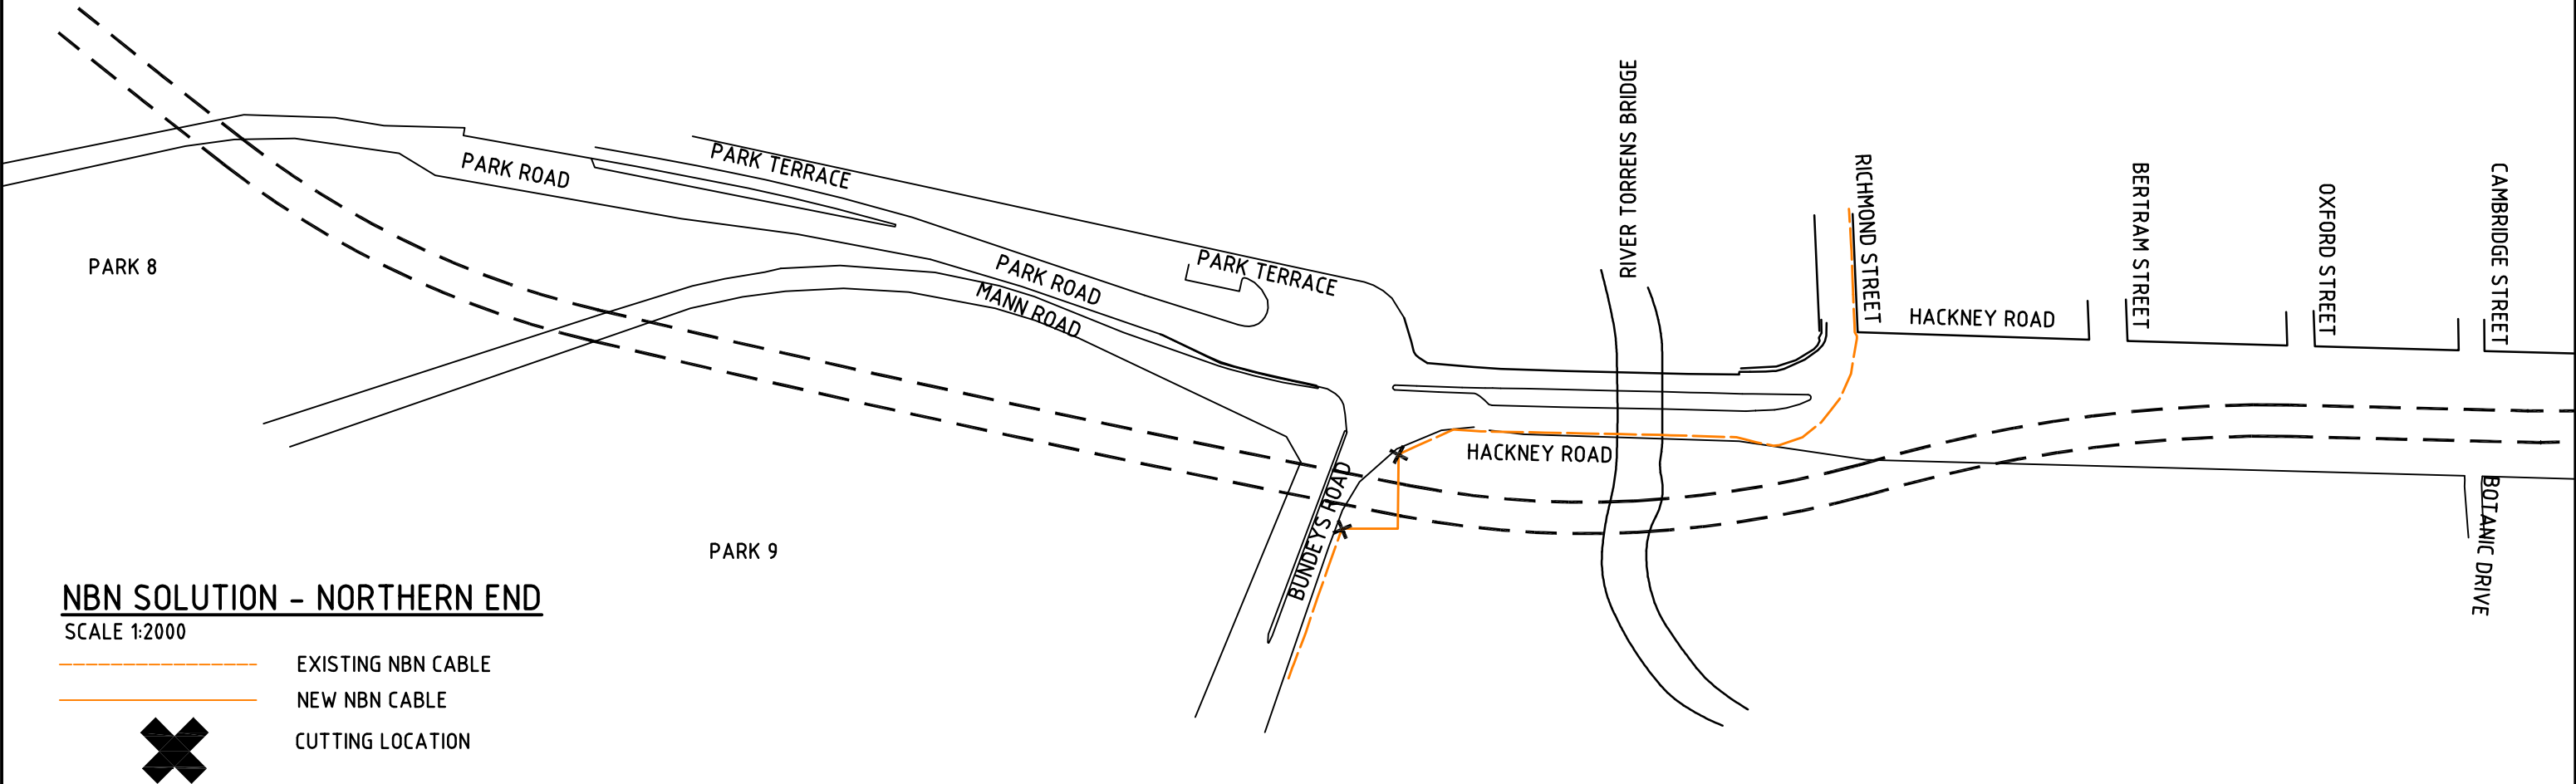 RIVER TORRENS BRIDGE
PARK TERRACE
PARK ROAD
RICHMOND STREET
BERTRAM STREET
OXFORD STREET
CAMBRIDGE STREET
PARK 8
PARK ROAD
PARK TERRACE
MANN ROAD
HACKNEY ROAD
HACKNEY ROAD
BUNDEYS ROAD
BOTANIC DRIVE
PARK 9
NBN SOLUTION - NORTHERN END
SCALE 1:2000
EXISTING NBN CABLE
NEW NBN CABLE
CUTTING LOCATION